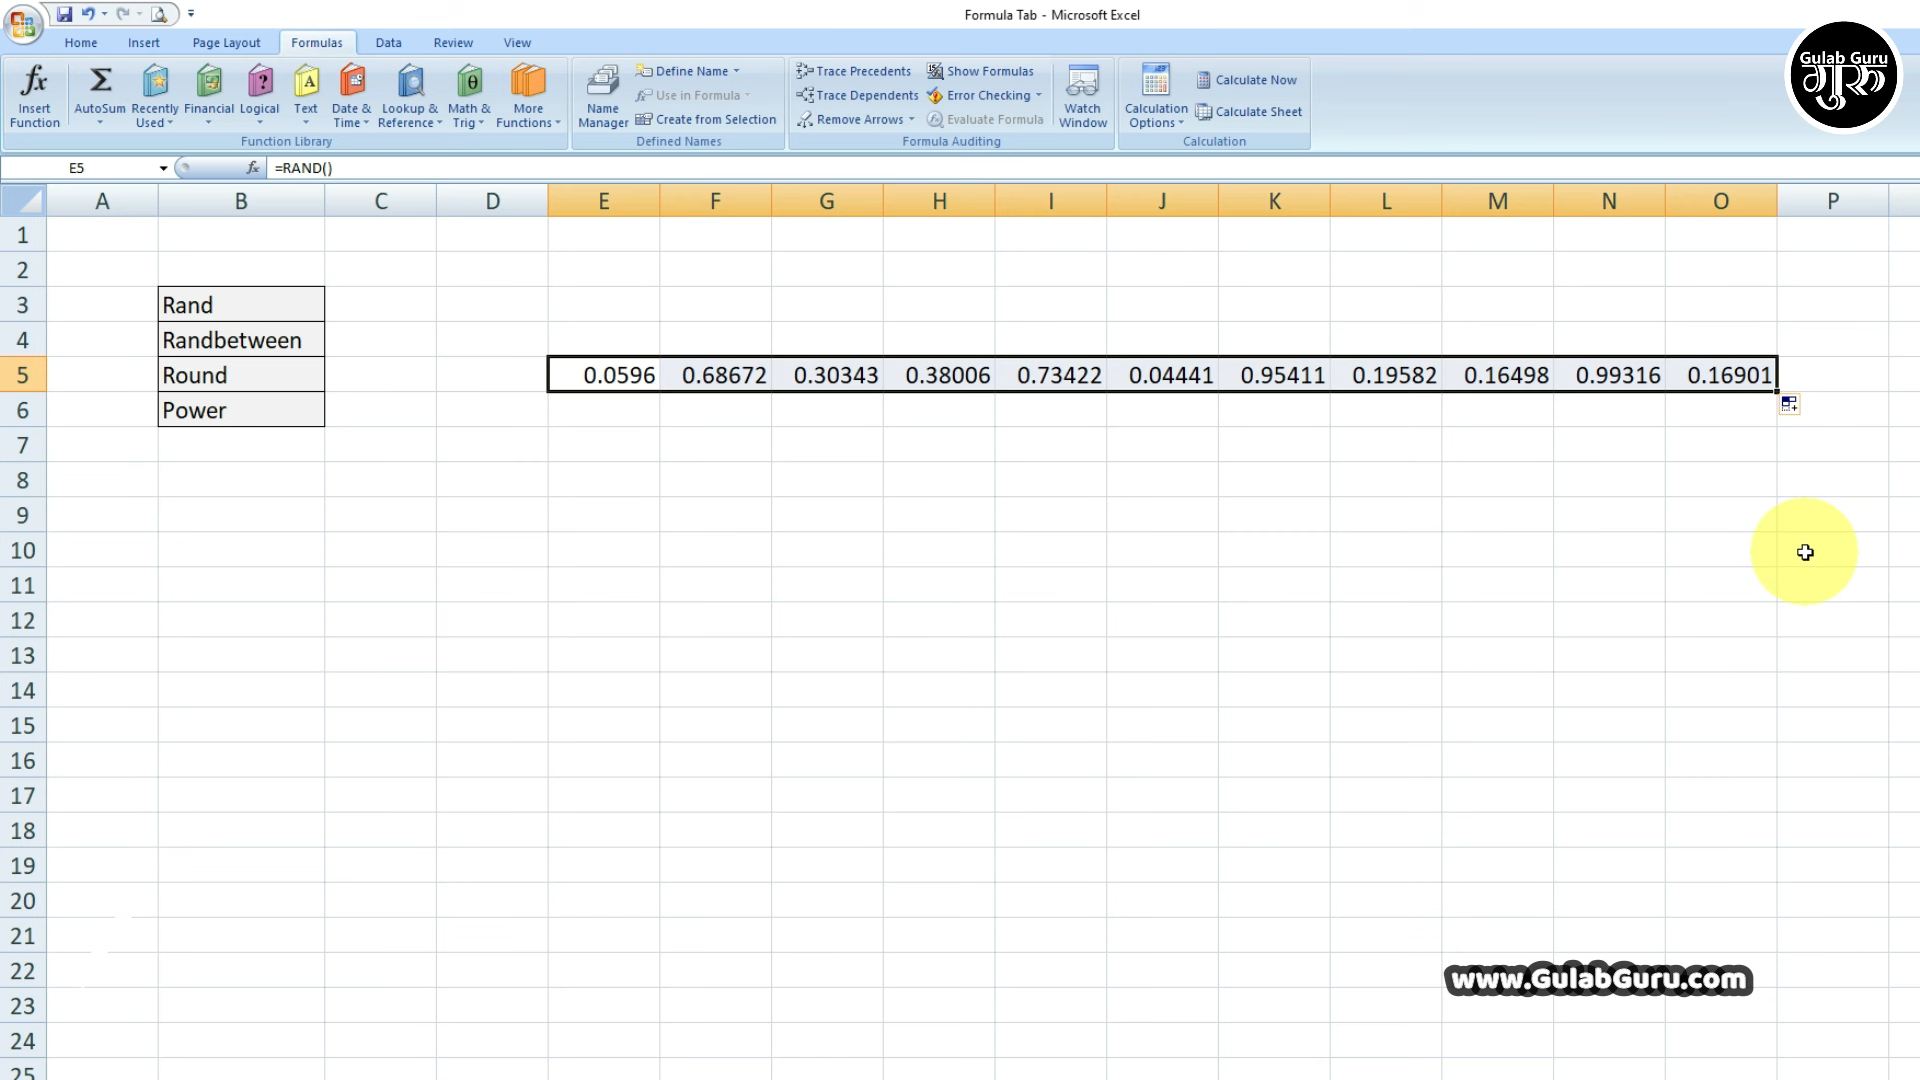 Formula Tab - Microsoft Excel
Home Insert Page Layout Formulas Data Review View
Insert Function
AutoSum
Recently Used
Financial
Logical
Text
Date & Time
Lookup & Reference
Math & Trig
More Functions
Function Library
Name Manager
Define Name
Use in Formula
Create from Selection
Defined Names
Trace Precedents
Trace Dependents
Remove Arrows
Show Formulas
Error Checking
Evaluate Formula
Formula Auditing
Watch Window
Calculation Options
Calculate Now
Calculate Sheet
Calculation
Gulab Guru
गुरु
E5 fx =RAND()
A B C D E F G H I J K L M N O P
1
2
3 Rand
4 Randbetween
5 Round 0.0596 0.68672 0.30343 0.38006 0.73422 0.04441 0.95411 0.19582 0.16498 0.99316 0.16901
6 Power
7
8
9
10
11
12
13
14
15
16
17
18
19
20
21
22
www.GulabGuru.com
23
24
25